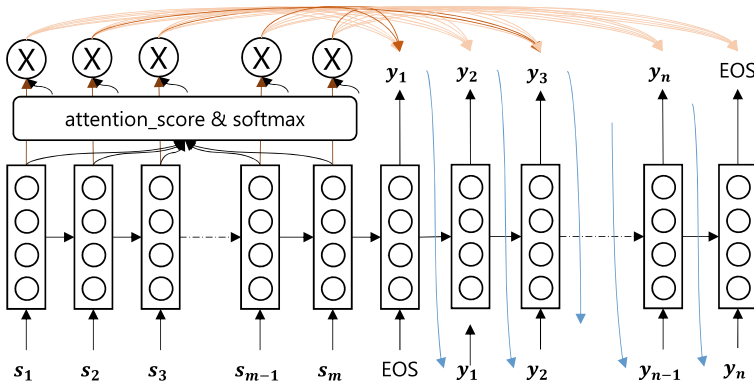 X X X X X
y₁ y₂ y₃ yₙ EOS
attention_score & softmax
s₁ s₂ s₃ sₘ₋₁ sₘ EOS y₁ y₂ yₙ₋₁ yₙ